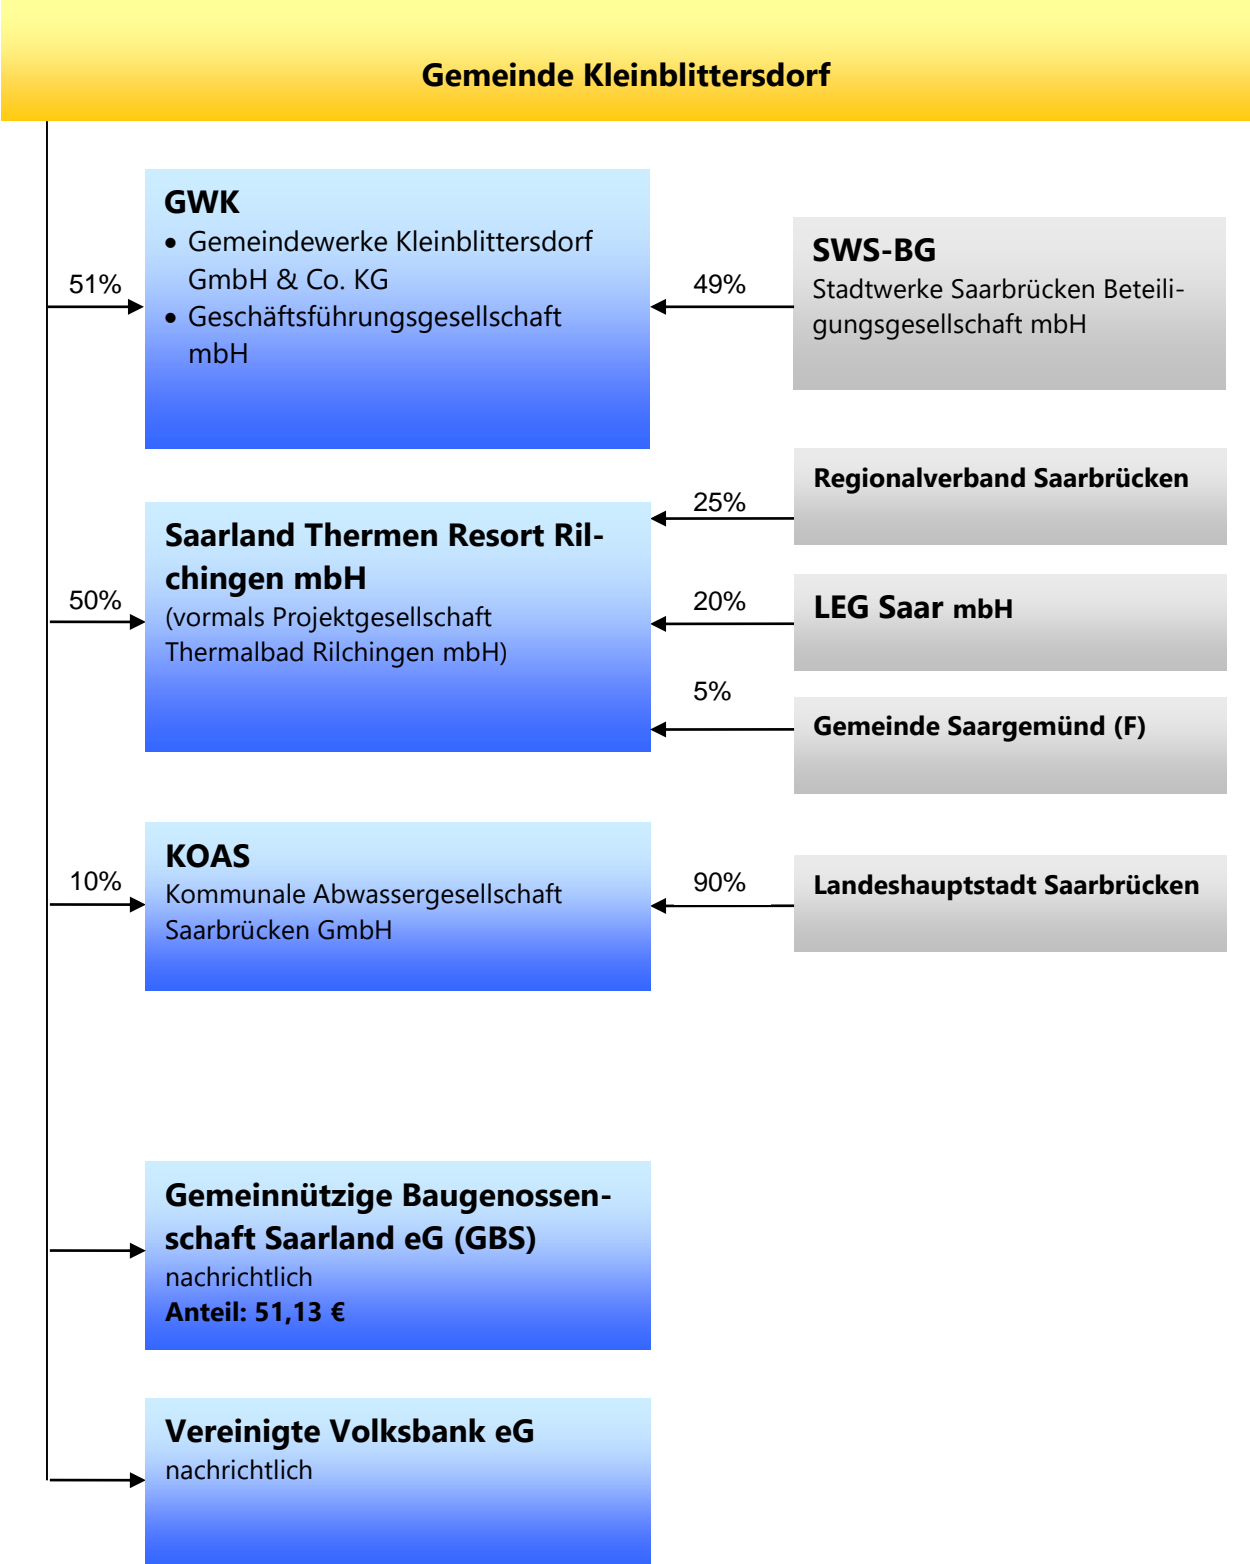 Gemeinde Kleinblittersdorf
GWK
• Gemeindewerke Kleinblittersdorf
GmbH & Co. KG
• Geschäftsführungsgesellschaft
mbH
51%
49%
SWS-BG
Stadtwerke Saarbrücken Beteili-
gungsgesellschaft mbH
Saarland Thermen Resort Ril-
chingen mbH
(vormals Projektgesellschaft
Thermalbad Rilchingen mbH)
50%
25%
Regionalverband Saarbrücken
20%
LEG Saar mbH
5%
Gemeinde Saargemünd (F)
KOAS
Kommunale Abwassergesellschaft
Saarbrücken GmbH
10%
90%
Landeshauptstadt Saarbrücken
Gemeinnützige Baugenossen-
schaft Saarland eG (GBS)
nachrichtlich
Anteil: 51,13 €
Vereinigte Volksbank eG
nachrichtlich